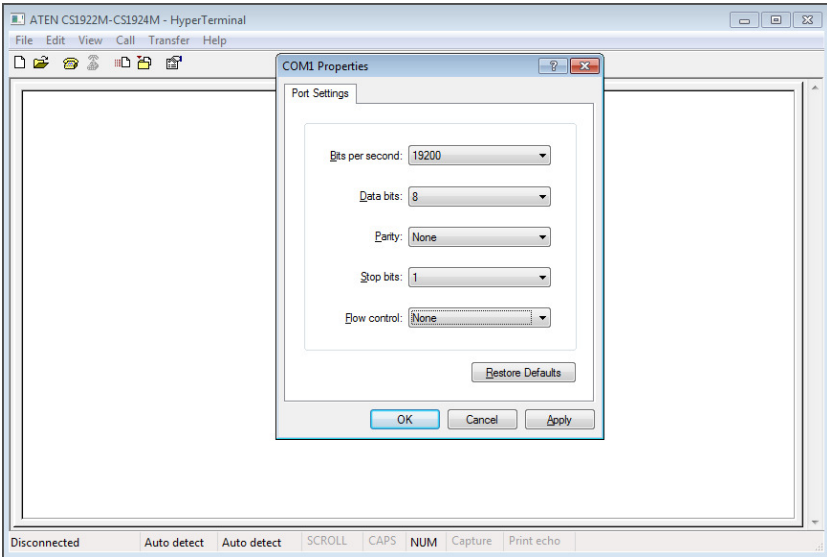 ATEN CS1922M-CS1924M - HyperTerminal
File Edit View Call Transfer Help
COM1 Properties
Port Settings
Bits per second: 19200
Data bits: 8
Parity: None
Stop bits: 1
Flow control: None
Restore Defaults
OK Cancel Apply
Disconnected Auto detect Auto detect SCROLL CAPS NUM Capture Print echo